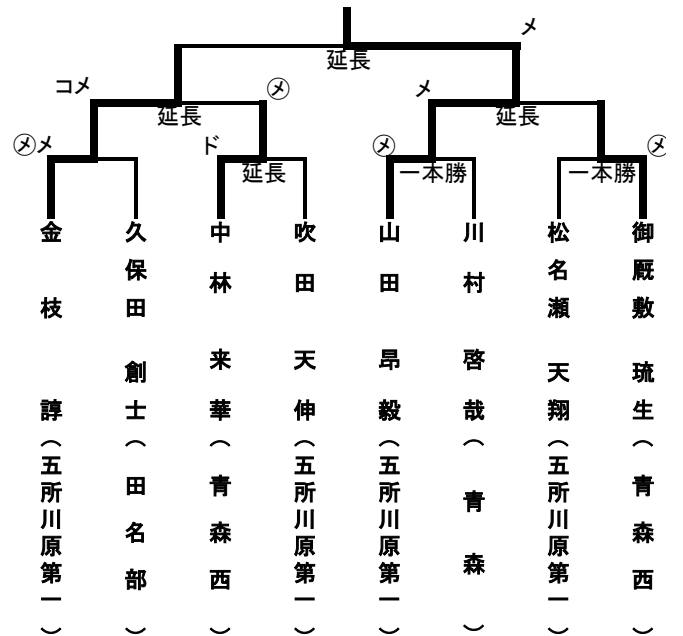 メ
延長
コメ
㋱
メ
延長
延長
㋱メ
ド
㋱
㋱
延長
一本勝
一本勝
金枝 諄（五所川原第一）
久保田 創士（田名部）
中林 来華（青森西）
吹田 天伸（五所川原第一）
山田 昂毅（五所川原第一）
川村 啓哉（青森）
松名瀬 天翔（五所川原第一）
御厩敷 琉生（青森西）